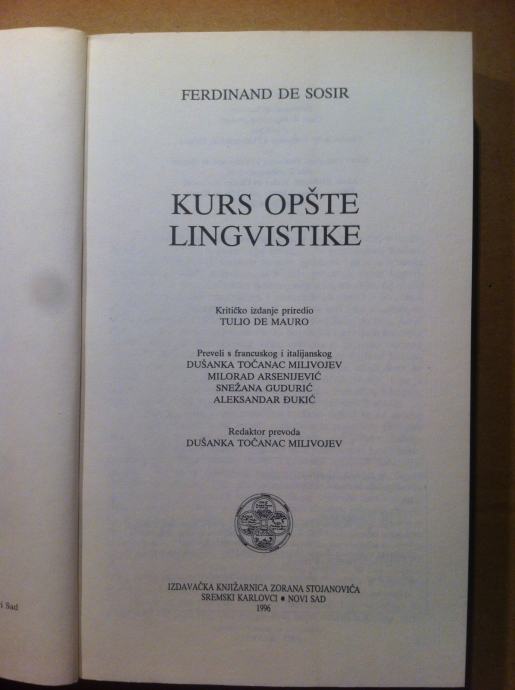 FERDINAND DE SOSIR
KURS OPŠTE
LINGVISTIKE
Kritičko izdanje priredio
TULIO DE MAURO
Preveli s francuskog i italijanskog
DUŠANKA TOČANAC MILIVOJEV
MILORAD ARSENIJEVIĆ
SNEŽANA GUDURIĆ
ALEKSANDAR ĐUKIĆ
Redaktor prevoda
DUŠANKA TOČANAC MILIVOJEV
IZDAVAČKA KNJIŽARNICA ZORANA STOJANOVIĆA
SREMSKI KARLOVCI ● NOVI SAD
1996
i Sad